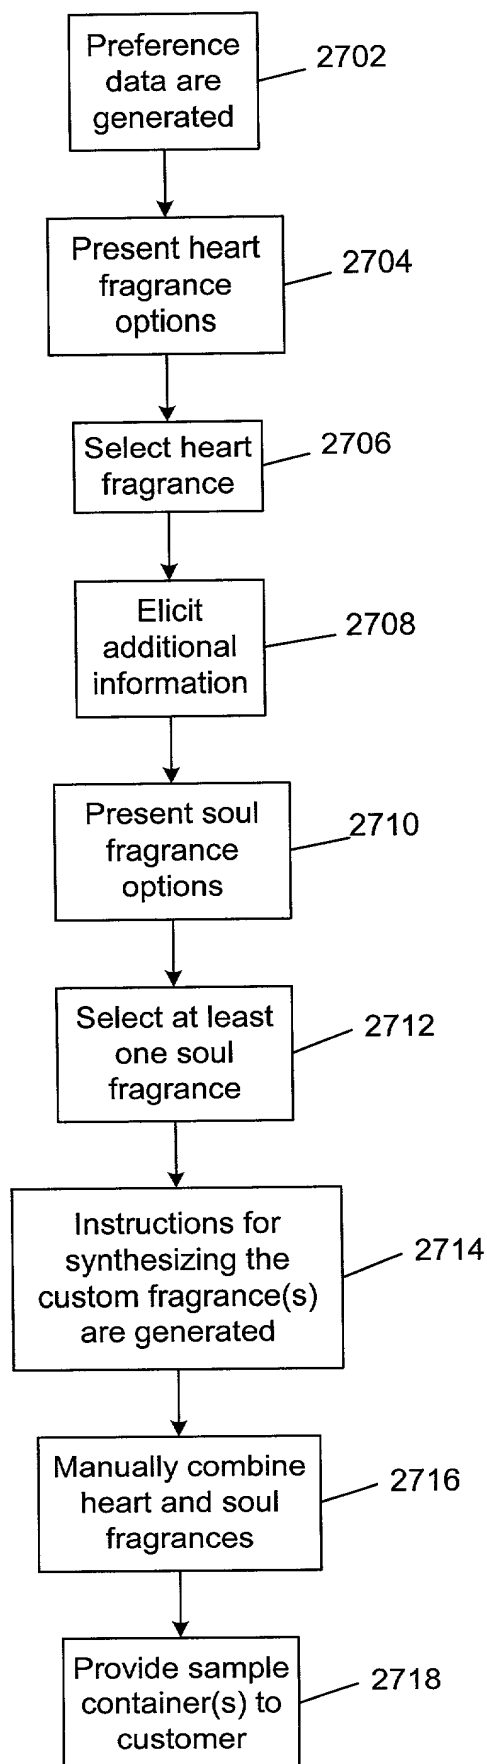 Preference
data are
generated
2702
Present heart
fragrance
options
2704
Select heart
fragrance
2706
Elicit
additional
information
2708
Present soul
fragrance
options
2710
Select at least
one soul
fragrance
2712
Instructions for
synthesizing the
custom fragrance(s)
are generated
2714
Manually combine
heart and soul
fragrances
2716
Provide sample
container(s) to
customer
2718